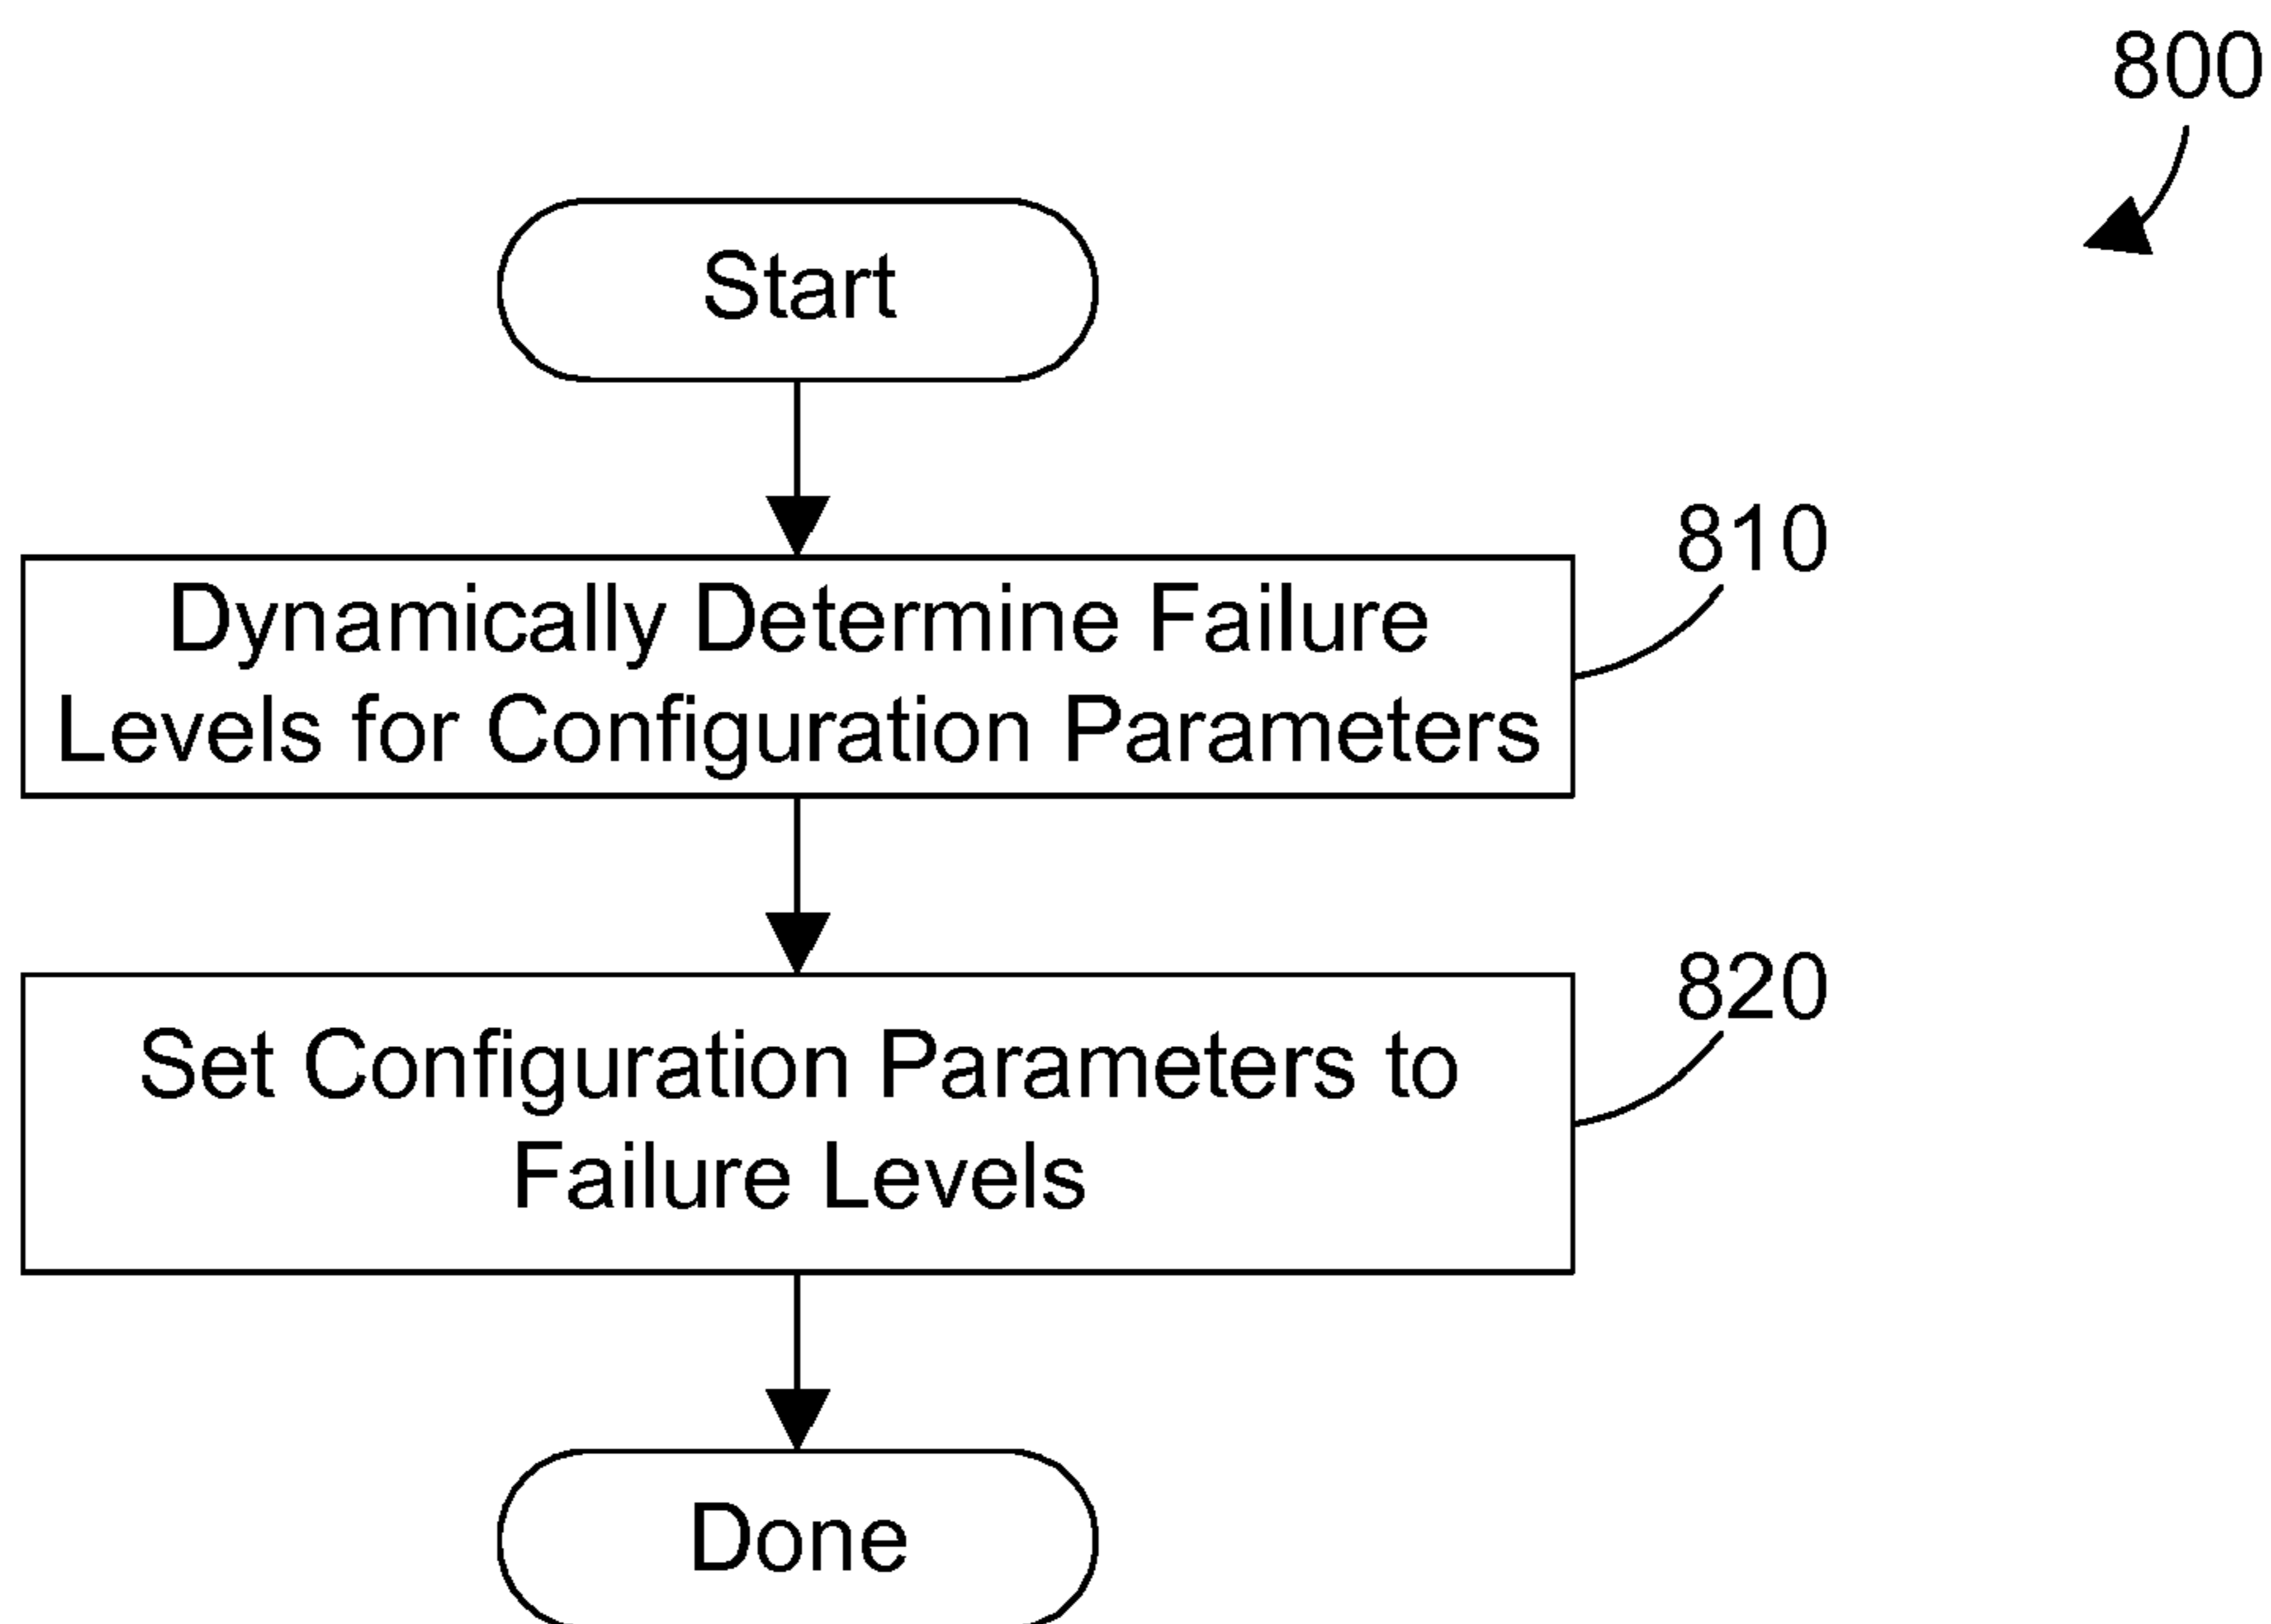 800
Start
810
Dynamically Determine Failure
Levels for Configuration Parameters
820
Set Configuration Parameters to
Failure Levels
Done